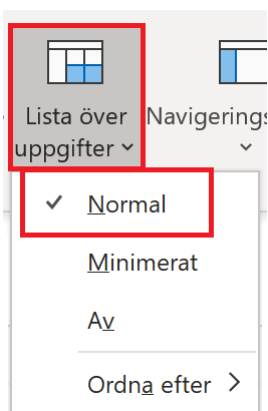 Lista över Navigerings
uppgifter
Normal
Minimerat
Av
Ordna efter